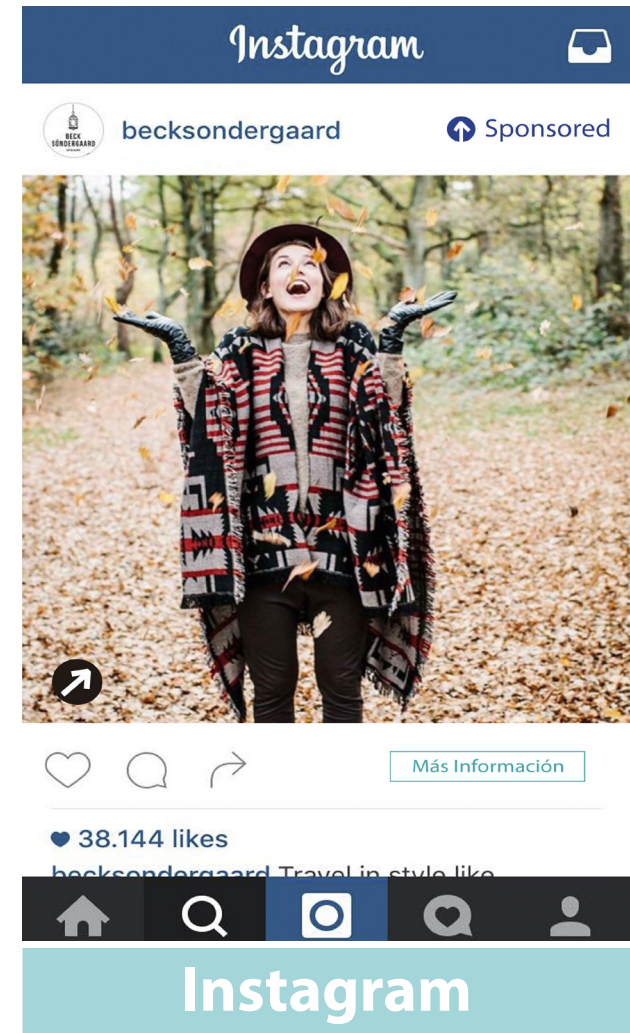 Instagram
BECK
SÖNDERGAARD
becksondergaard
Sponsored
Más Información
38.144 likes
becksondergaard Travel in style like
Instagram